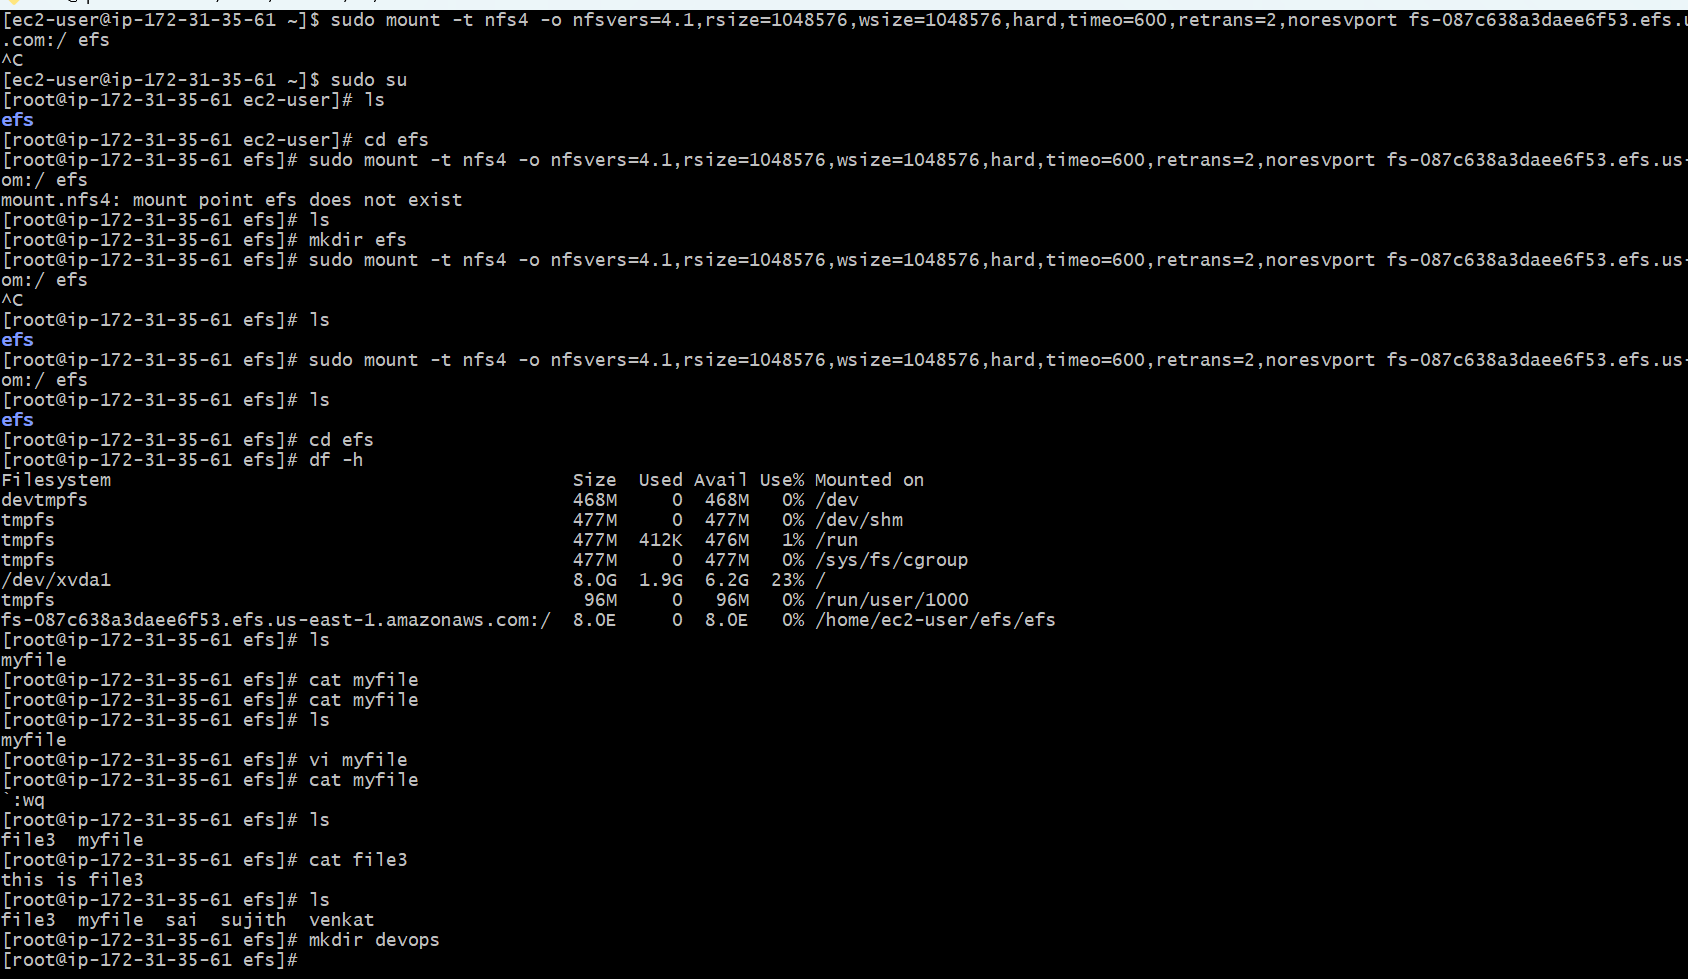 [ec2-user@ip-172-31-35-61 ~]$ sudo mount -t nfs4 -o nfsvers=4.1,rsize=1048576,wsize=1048576,hard,timeo=600,retrans=2,noresvport fs-087c638a3daee6f53.efs.u
.com:/ efs
^C
[ec2-user@ip-172-31-35-61 ~]$ sudo su
[root@ip-172-31-35-61 ec2-user]# ls
efs
[root@ip-172-31-35-61 ec2-user]# cd efs
[root@ip-172-31-35-61 efs]# sudo mount -t nfs4 -o nfsvers=4.1,rsize=1048576,wsize=1048576,hard,timeo=600,retrans=2,noresvport fs-087c638a3daee6f53.efs.us-
om:/ efs
mount.nfs4: mount point efs does not exist
[root@ip-172-31-35-61 efs]# ls
[root@ip-172-31-35-61 efs]# mkdir efs
[root@ip-172-31-35-61 efs]# sudo mount -t nfs4 -o nfsvers=4.1,rsize=1048576,wsize=1048576,hard,timeo=600,retrans=2,noresvport fs-087c638a3daee6f53.efs.us-
om:/ efs
^C
[root@ip-172-31-35-61 efs]# ls
efs
[root@ip-172-31-35-61 efs]# sudo mount -t nfs4 -o nfsvers=4.1,rsize=1048576,wsize=1048576,hard,timeo=600,retrans=2,noresvport fs-087c638a3daee6f53.efs.us-
om:/ efs
[root@ip-172-31-35-61 efs]# ls
efs
[root@ip-172-31-35-61 efs]# cd efs
[root@ip-172-31-35-61 efs]# df -h
Filesystem Size Used Avail Use% Mounted on
devtmpfs 468M 0 468M 0% /dev
tmpfs 477M 0 477M 0% /dev/shm
tmpfs 477M 412K 476M 1% /run
tmpfs 477M 0 477M 0% /sys/fs/cgroup
/dev/xvda1 8.0G 1.9G 6.2G 23% /
tmpfs 96M 0 96M 0% /run/user/1000
fs-087c638a3daee6f53.efs.us-east-1.amazonaws.com:/ 8.0E 0 8.0E 0% /home/ec2-user/efs/efs
[root@ip-172-31-35-61 efs]# ls
myfile
[root@ip-172-31-35-61 efs]# cat myfile
[root@ip-172-31-35-61 efs]# cat myfile
[root@ip-172-31-35-61 efs]# ls
myfile
[root@ip-172-31-35-61 efs]# vi myfile
[root@ip-172-31-35-61 efs]# cat myfile
`:wq
[root@ip-172-31-35-61 efs]# ls
file3 myfile
[root@ip-172-31-35-61 efs]# cat file3
this is file3
[root@ip-172-31-35-61 efs]# ls
file3 myfile sai sujith venkat
[root@ip-172-31-35-61 efs]# mkdir devops
[root@ip-172-31-35-61 efs]#